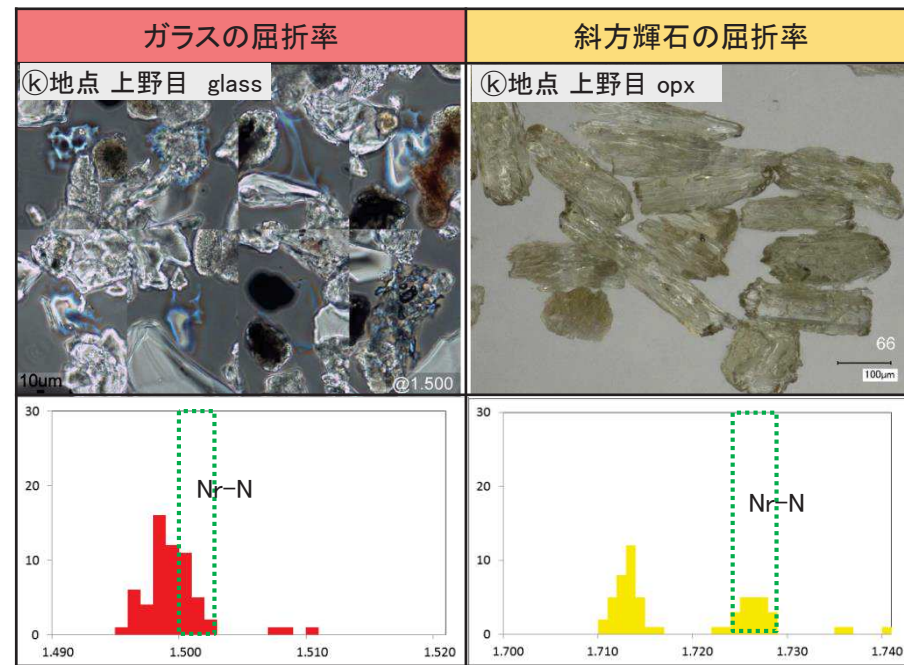 ガラスの屈折率
斜方輝石の屈折率
ⓚ地点 上野目 glass
ⓚ地点 上野目 opx
10um
@1.500
66
100μm
30
20
10
0
Nr-N
1.490
1.500
1.510
1.520
30
20
10
0
Nr-N
1.700
1.710
1.720
1.730
1.740